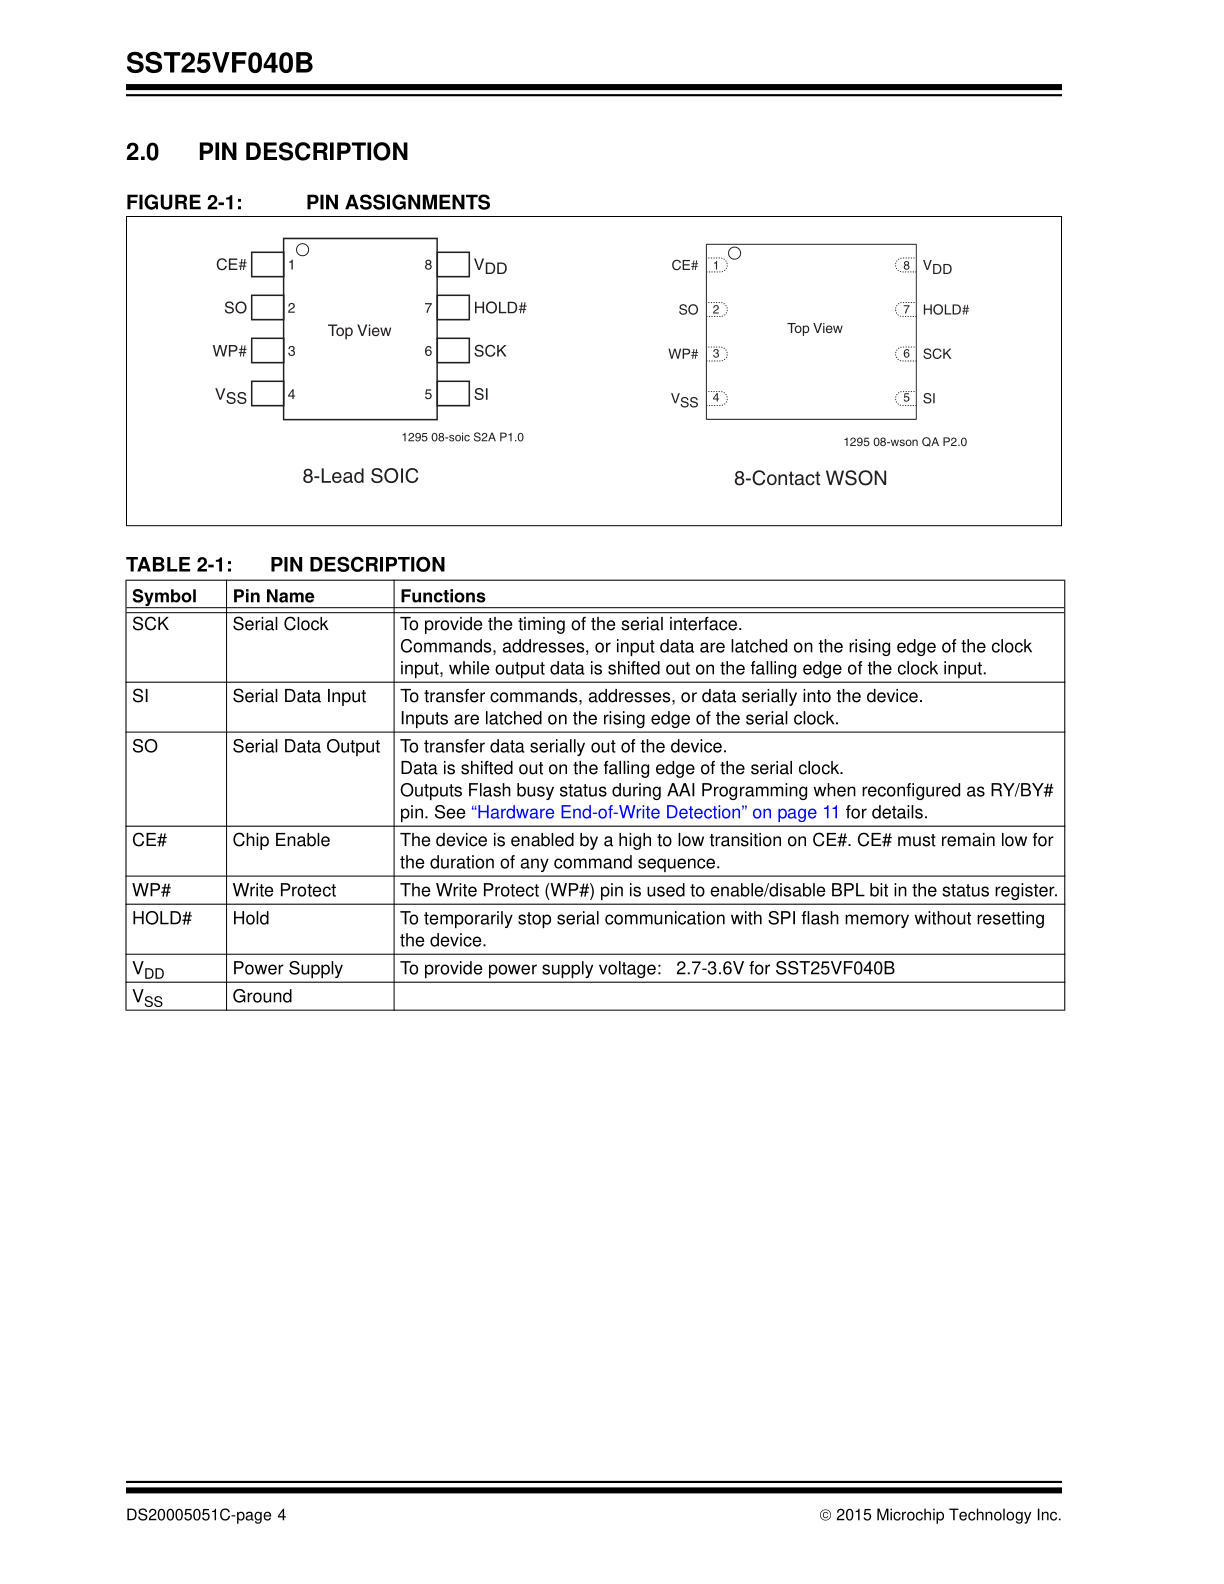 SST25VF040B
2.0 PIN DESCRIPTION
FIGURE 2-1: PIN ASSIGNMENTS
CE# 1 8 VDD
SO 2 7 HOLD#
Top View
WP# 3 6 SCK
VSS 4 5 SI
1295 08-soic S2A P1.0
8-Lead SOIC
CE# 1 8 VDD
SO 2 7 HOLD#
Top View
WP# 3 6 SCK
VSS 4 5 SI
1295 08-wson QA P2.0
8-Contact WSON
TABLE 2-1: PIN DESCRIPTION
Symbol Pin Name Functions
SCK Serial Clock To provide the timing of the serial interface.
Commands, addresses, or input data are latched on the rising edge of the clock
input, while output data is shifted out on the falling edge of the clock input.
SI Serial Data Input To transfer commands, addresses, or data serially into the device.
Inputs are latched on the rising edge of the serial clock.
SO Serial Data Output To transfer data serially out of the device.
Data is shifted out on the falling edge of the serial clock.
Outputs Flash busy status during AAI Programming when reconfigured as RY/BY#
pin. See “Hardware End-of-Write Detection” on page 11 for details.
CE# Chip Enable The device is enabled by a high to low transition on CE#. CE# must remain low for
the duration of any command sequence.
WP# Write Protect The Write Protect (WP#) pin is used to enable/disable BPL bit in the status register.
HOLD# Hold To temporarily stop serial communication with SPI flash memory without resetting
the device.
VDD Power Supply To provide power supply voltage: 2.7-3.6V for SST25VF040B
VSS Ground
DS20005051C-page 4 © 2015 Microchip Technology Inc.